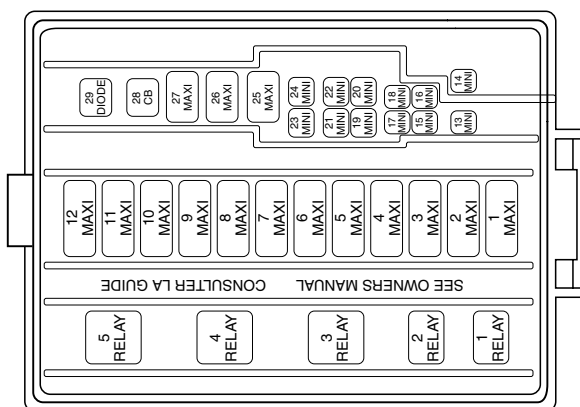 29 DIODE
28 CB
27 MAXI
26 MAXI
25 MAXI
24 MINI
22 MINI
20 MINI
18 MINI
16 MINI
14 MINI
23 MINI
21 MINI
19 MINI
17 MINI
15 MINI
13 MINI
12 MAXI
11 MAXI
10 MAXI
9 MAXI
8 MAXI
7 MAXI
6 MAXI
5 MAXI
4 MAXI
3 MAXI
2 MAXI
1 MAXI
SEE OWNERS MANUAL CONSULTER LA GUIDE
5 RELAY
4 RELAY
3 RELAY
2 RELAY
1 RELAY